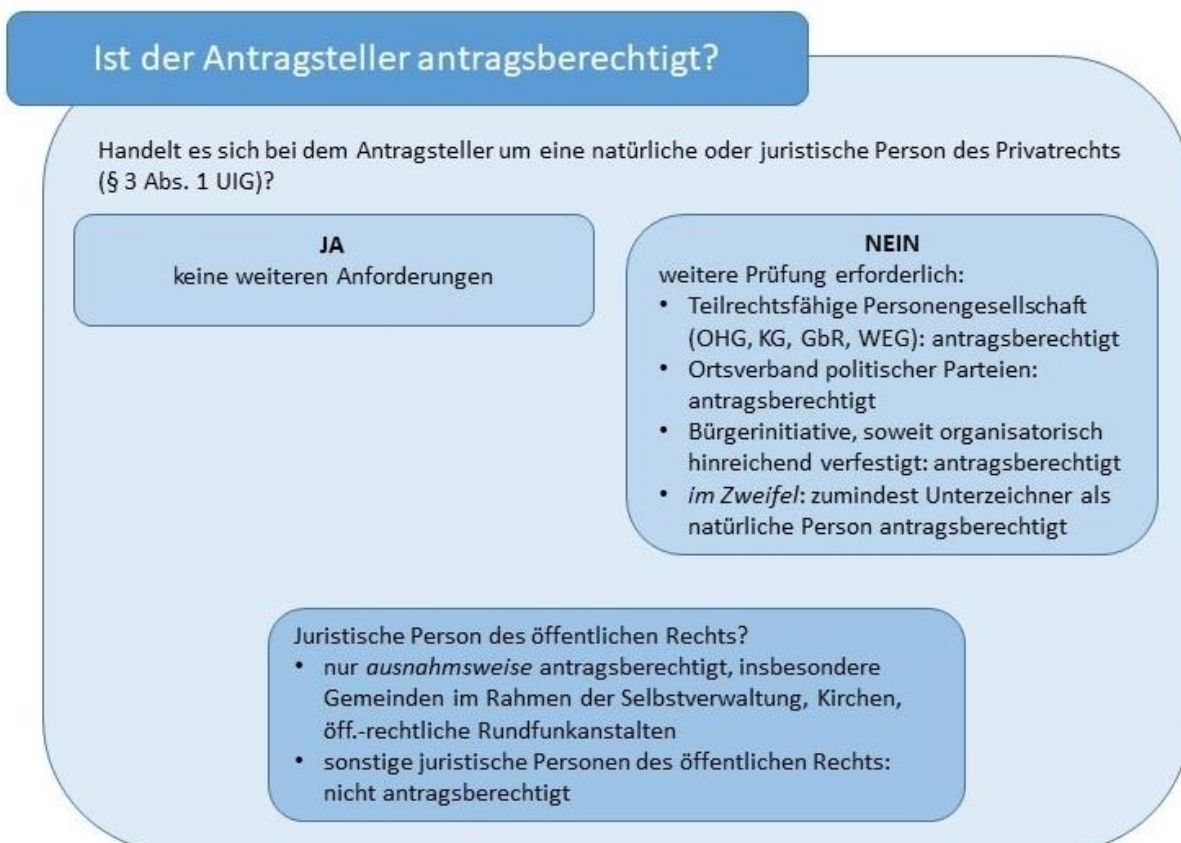 Ist der Antragsteller antragsberechtigt?
Handelt es sich bei dem Antragsteller um eine natürliche oder juristische Person des Privatrechts
(§ 3 Abs. 1 UIG)?
JA
keine weiteren Anforderungen
NEIN
weitere Prüfung erforderlich:
• Teilrechtsfähige Personengesellschaft
(OHG, KG, GbR, WEG): antragsberechtigt
• Ortsverband politischer Parteien:
antragsberechtigt
• Bürgerinitiative, soweit organisatorisch
hinreichend verfestigt: antragsberechtigt
• im Zweifel: zumindest Unterzeichner als
natürliche Person antragsberechtigt
Juristische Person des öffentlichen Rechts?
• nur ausnahmsweise antragsberechtigt, insbesondere
Gemeinden im Rahmen der Selbstverwaltung, Kirchen,
öff.-rechtliche Rundfunkanstalten
• sonstige juristische Personen des öffentlichen Rechts:
nicht antragsberechtigt